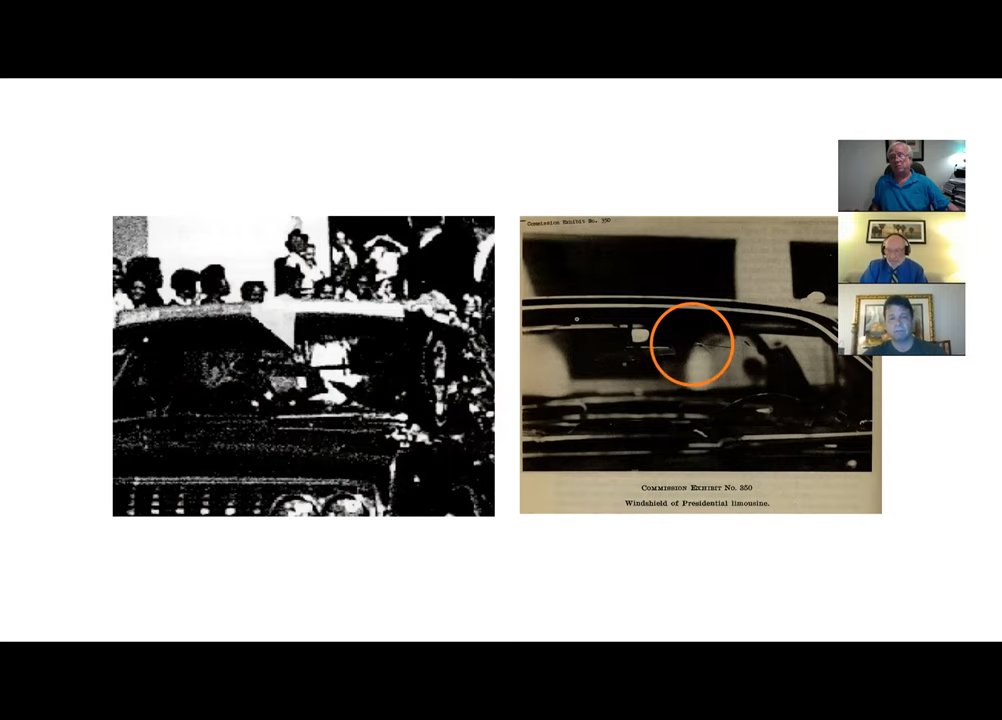 Commission Exhibit No. 350
COMMISSION EXHIBIT NO. 350
Windshield of Presidential limousine.